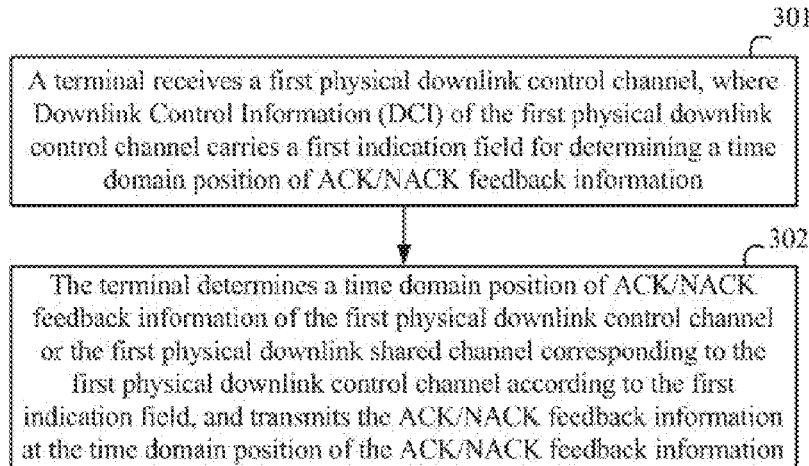 301
A terminal receives a first physical downlink control channel, where
Downlink Control Information (DCI) of the first physical downlink
control channel carries a first indication field for determining a time
domain position of ACK/NACK feedback information
302
The terminal determines a time domain position of ACK/NACK
feedback information of the first physical downlink control channel
or the first physical downlink shared channel corresponding to the
first physical downlink control channel according to the first
indication field, and transmits the ACK/NACK feedback information
at the time domain position of the ACK/NACK feedback information